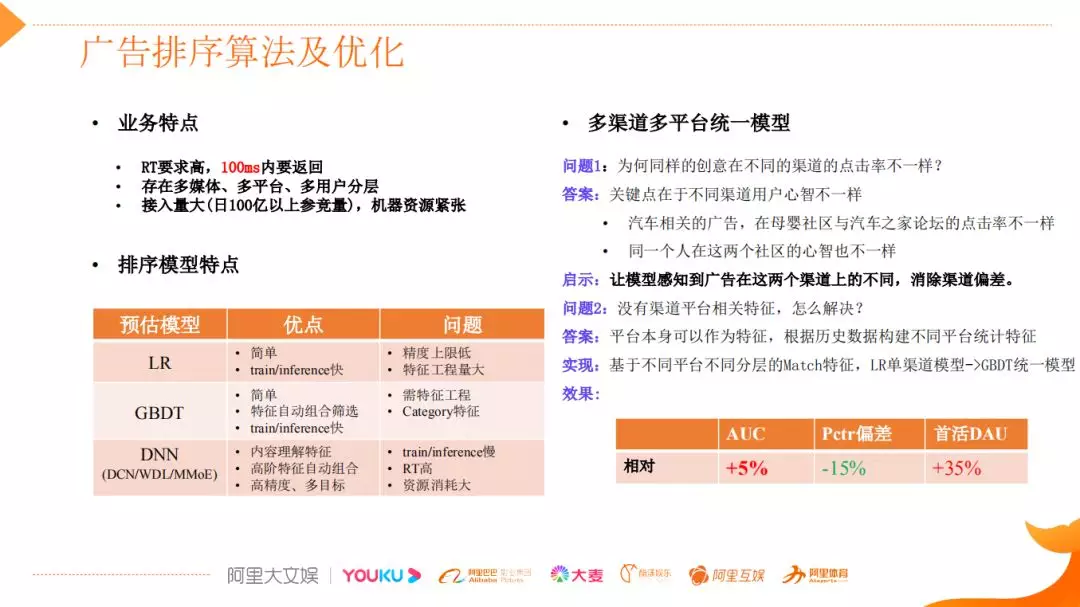 广告排序算法及优化
• 业务特点
• RT要求高，100ms内要返回
• 存在多媒体、多平台、多用户分层
• 接入量大(日100亿以上参竞量)，机器资源紧张
• 排序模型特点
预估模型 优点 问题
LR
• 简单
• train/inference快
• 精度上限低
• 特征工程量大
GBDT
• 简单
• 特征自动组合筛选
• train/inference快
• 需特征工程
• Category特征
DNN
(DCN/WDL/MMoE)
• 内容理解特征
• 高阶特征自动组合
• 高精度、多目标
• train/inference慢
• RT高
• 资源消耗大
• 多渠道多平台统一模型
问题1：为何同样的创意在不同的渠道的点击率不一样？
答案：关键点在于不同渠道用户心智不一样
• 汽车相关的广告，在母婴社区与汽车之家论坛的点击率不一样
• 同一个人在这两个社区的心智也不一样
启示：让模型感知到广告在这两个渠道上的不同，消除渠道偏差。
问题2：没有渠道平台相关特征，怎么解决？
答案：平台本身可以作为特征，根据历史数据构建不同平台统计特征
实现：基于不同平台不同分层的Match特征，LR单渠道模型->GBDT统一模型
效果：
AUC Pctr偏差 首活DAU
相对 +5% -15% +35%
阿里大文娱 YOUKU 阿里巴巴影业集团 Alibaba Pictures 大麦 阿里互娱 阿里体育